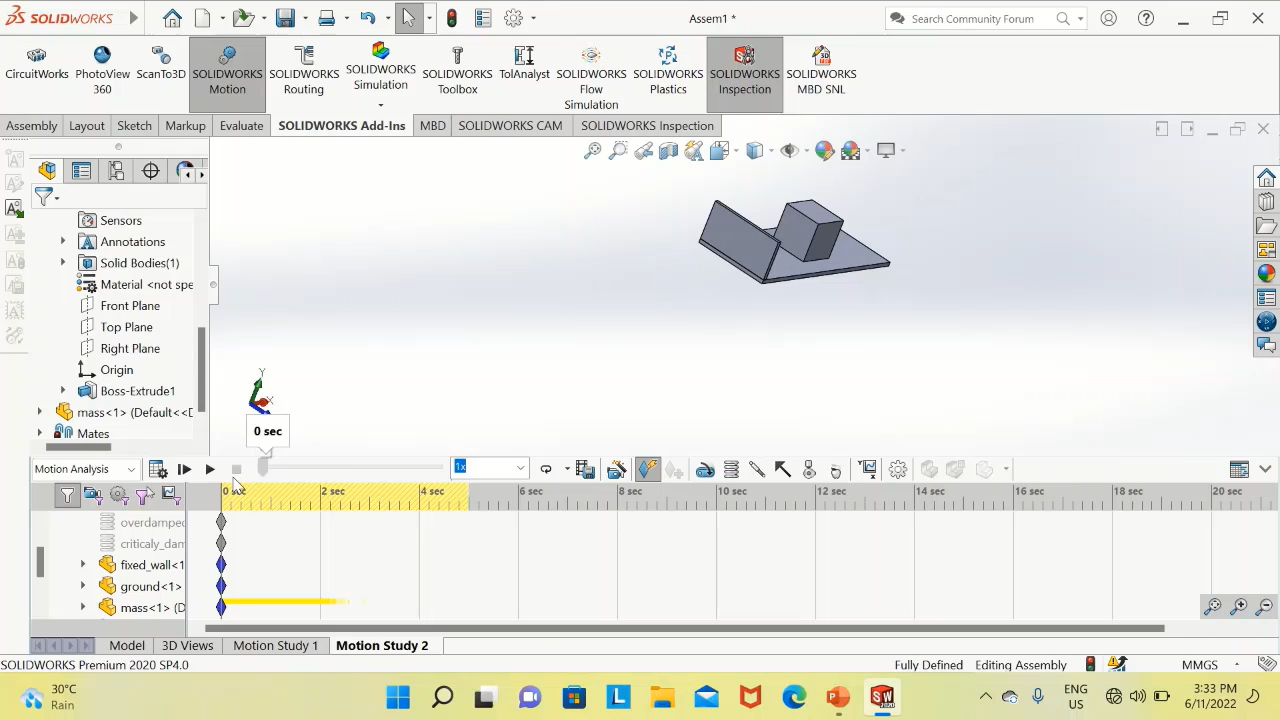 SOLIDWORKS
Assem1 *
Search Community Forum
CircuitWorks
PhotoView 360
ScanTo3D
SOLIDWORKS Motion
SOLIDWORKS Routing
SOLIDWORKS Simulation
SOLIDWORKS Toolbox
TolAnalyst
SOLIDWORKS Flow Simulation
SOLIDWORKS Plastics
SOLIDWORKS Inspection
SOLIDWORKS MBD SNL
Assembly
Layout
Sketch
Markup
Evaluate
SOLIDWORKS Add-Ins
MBD
SOLIDWORKS CAM
SOLIDWORKS Inspection
Sensors
Annotations
Solid Bodies(1)
Material <not spe
Front Plane
Top Plane
Right Plane
Origin
Boss-Extrude1
mass<1> (Default<<D
Mates
Y
X
0 sec
Motion Analysis
1x
0 sec
2 sec
4 sec
6 sec
8 sec
10 sec
12 sec
14 sec
16 sec
18 sec
20 sec
overdamped
criticaly_dam
fixed_wall<1
ground<1>
mass<1> (D
Model
3D Views
Motion Study 1
Motion Study 2
SOLIDWORKS Premium 2020 SP4.0
Fully Defined
Editing Assembly
MMGS
30°C
Rain
ENG
US
3:33 PM
6/11/2022